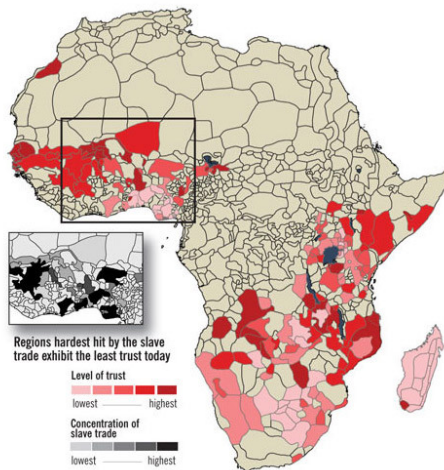 Regions hardest hit by the slave
trade exhibit the least trust today
Level of trust
lowest highest
Concentration of
slave trade
lowest highest